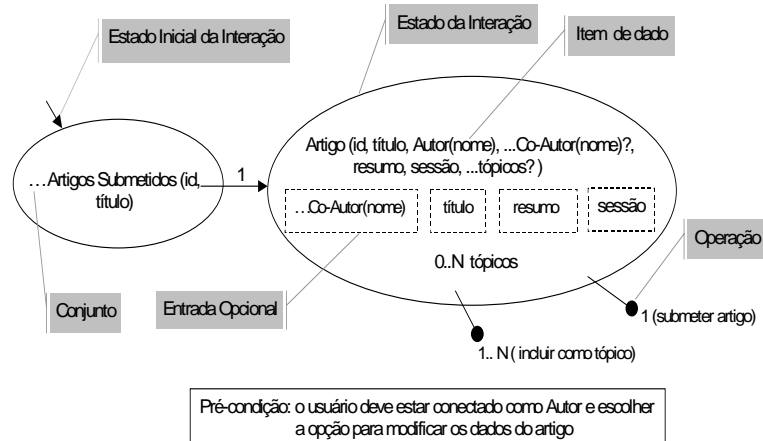 Estado Inicial da Interação
Estado da Interação
Item de dado
Artigo (id, título, Autor(nome), ...Co-Autor(nome)?,
resumo, sessão, ...tópicos? )
1
...Artigos Submetidos (id,
título)
...Co-Autor(nome)
título
resumo
sessão
Operação
0..N tópicos
Conjunto
Entrada Opcional
1 (submeter artigo)
1.. N ( incluir como tópico)
Pré-condição: o usuário deve estar conectado como Autor e escolher
a opção para modificar os dados do artigo